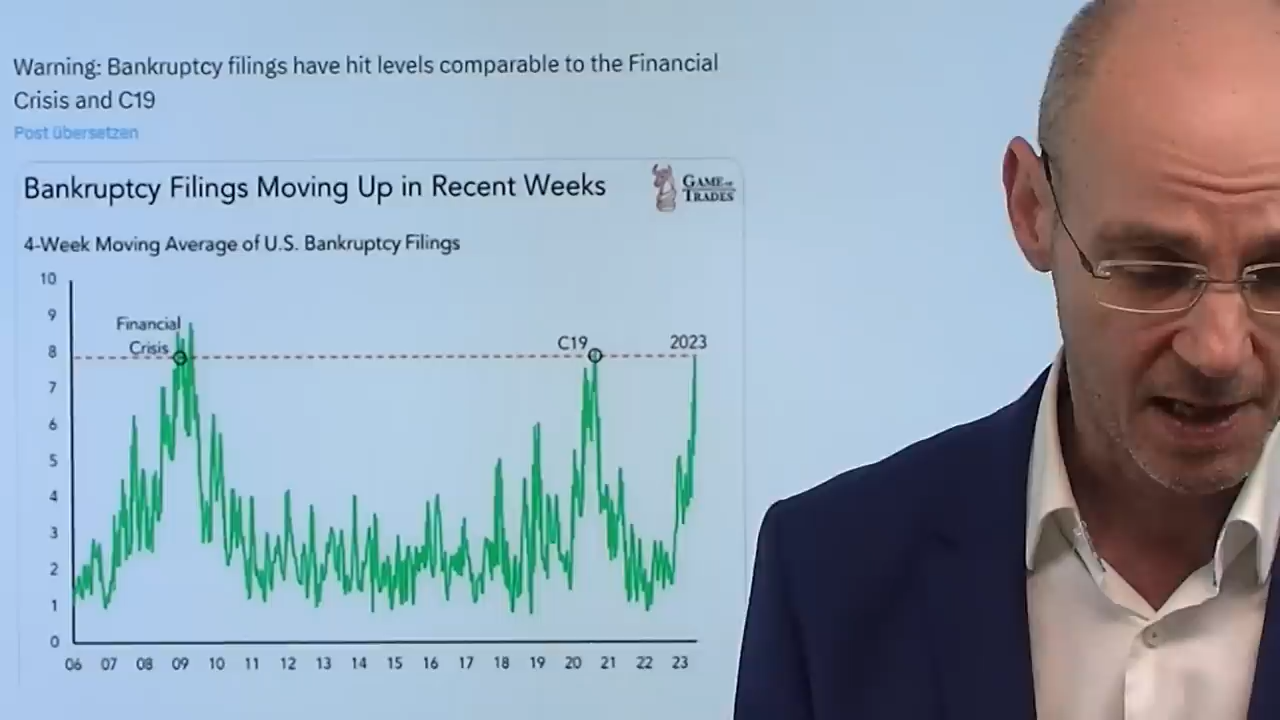 Warning: Bankruptcy filings have hit levels comparable to the Financial
Crisis and C19
Post übersetzen
Bankruptcy Filings Moving Up in Recent Weeks
GAME OF
TRADES
4-Week Moving Average of U.S. Bankruptcy Filings
10
9
8
7
6
5
4
3
2
1
0
Financial
Crisis
C19
2023
06 07 08 09 10 11 12 13 14 15 16 17 18 19 20 21 22 23